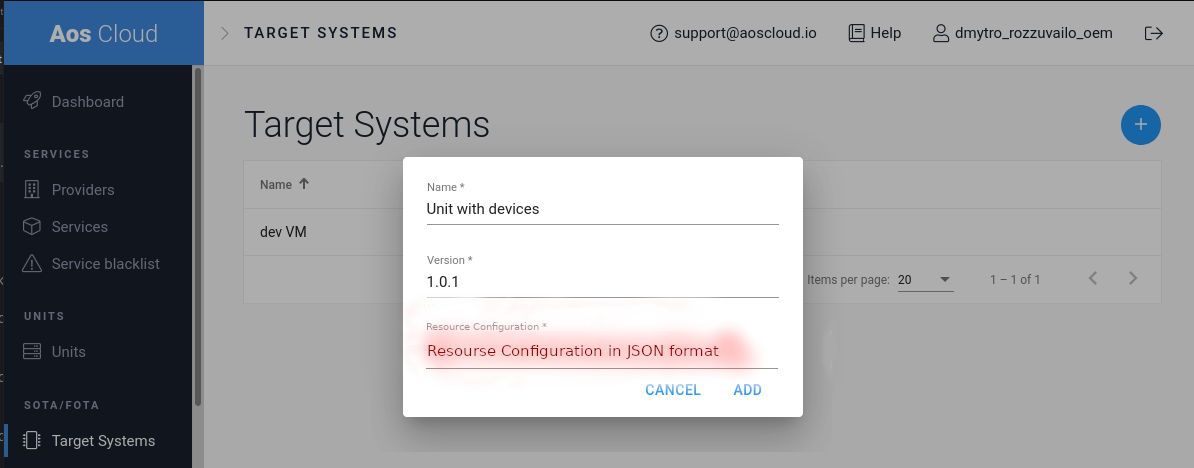 Aos Cloud
TARGET SYSTEMS
support@aoscloud.io
Help
dmytro_rozzuvailo_oem
Dashboard
SERVICES
Providers
Services
Service blacklist
UNITS
Units
SOTA/FOTA
Target Systems
Target Systems
+
Name
dev VM
Items per page: 20
1 – 1 of 1
Name *
Unit with devices
Version *
1.0.1
Resource Configuration *
Resourse Configuration in JSON format
CANCEL ADD